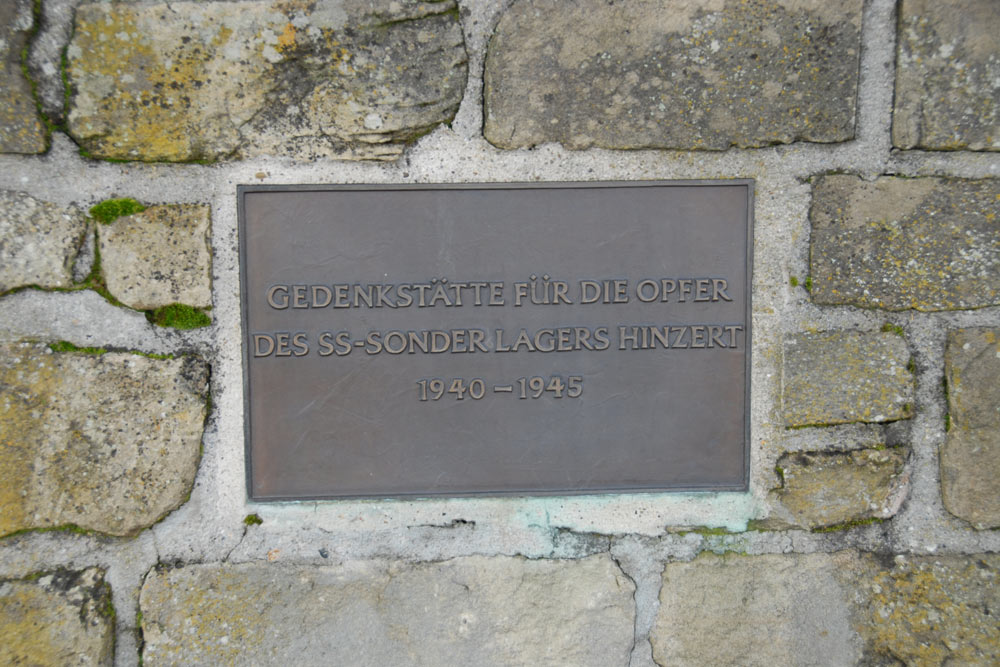 GEDENKSTÄTTE FÜR DIE OPFER
DES SS-SONDER LAGERS HINZERT
1940 – 1945